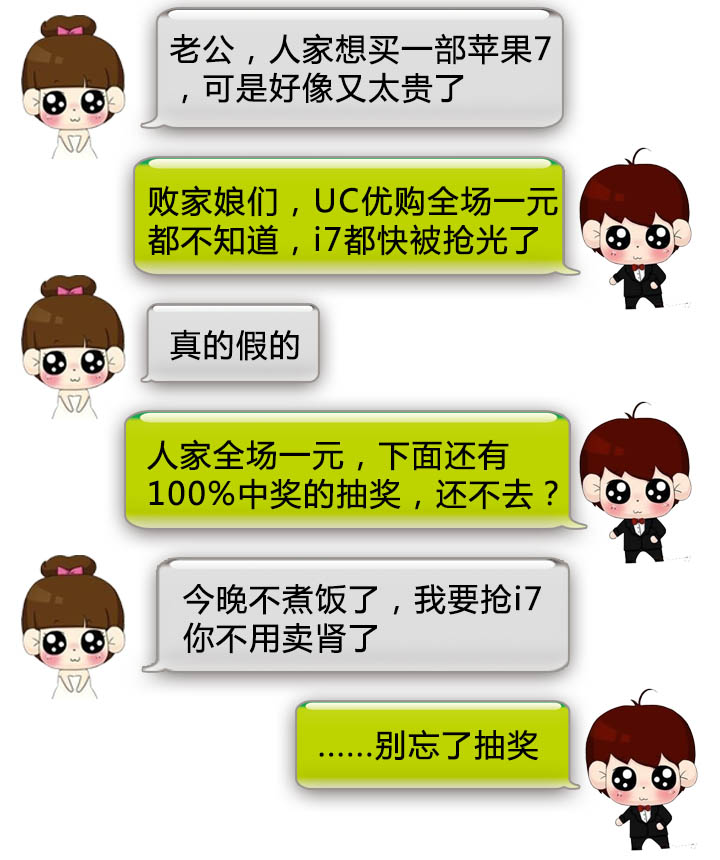 老公，人家想买一部苹果7
，可是好像又太贵了
败家娘们，UC优购全场一元
都不知道，i7都快被抢光了
真的假的
人家全场一元，下面还有
100%中奖的抽奖，还不去？
今晚不煮饭了，我要抢i7
你不用卖肾了
......别忘了抽奖